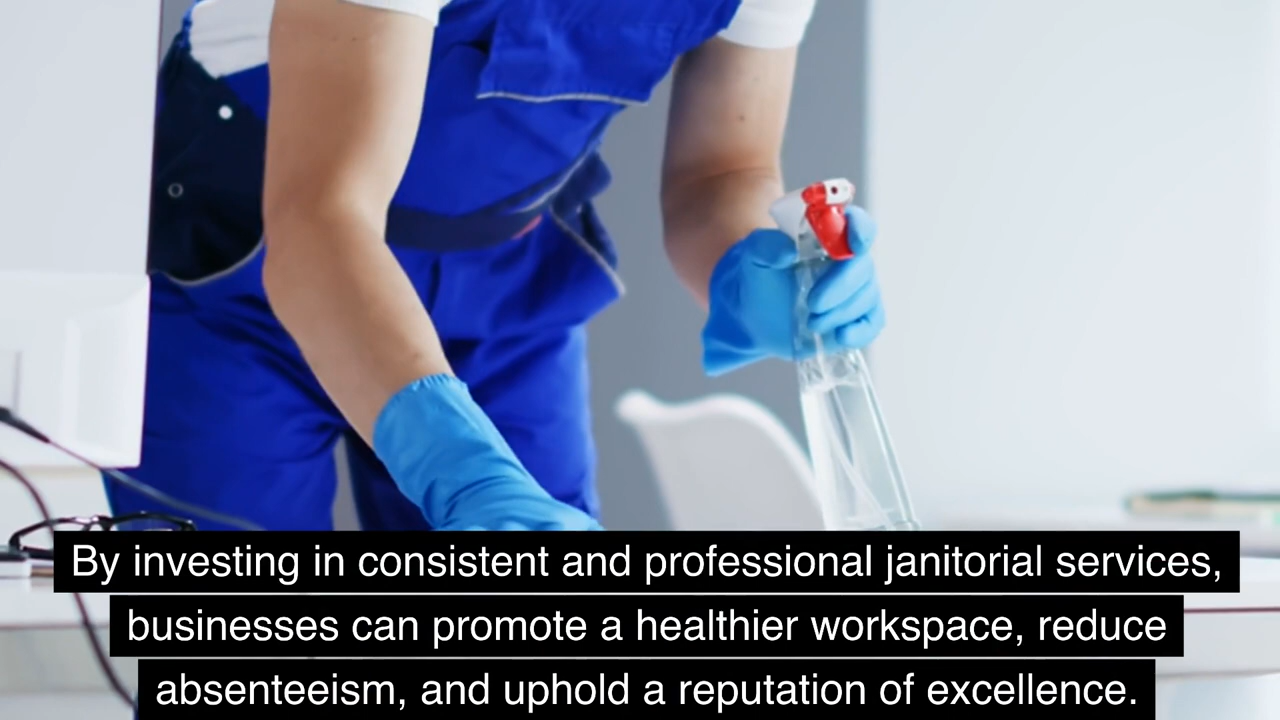 By investing in consistent and professional janitorial services,
businesses can promote a healthier workspace, reduce
absenteeism, and uphold a reputation of excellence.